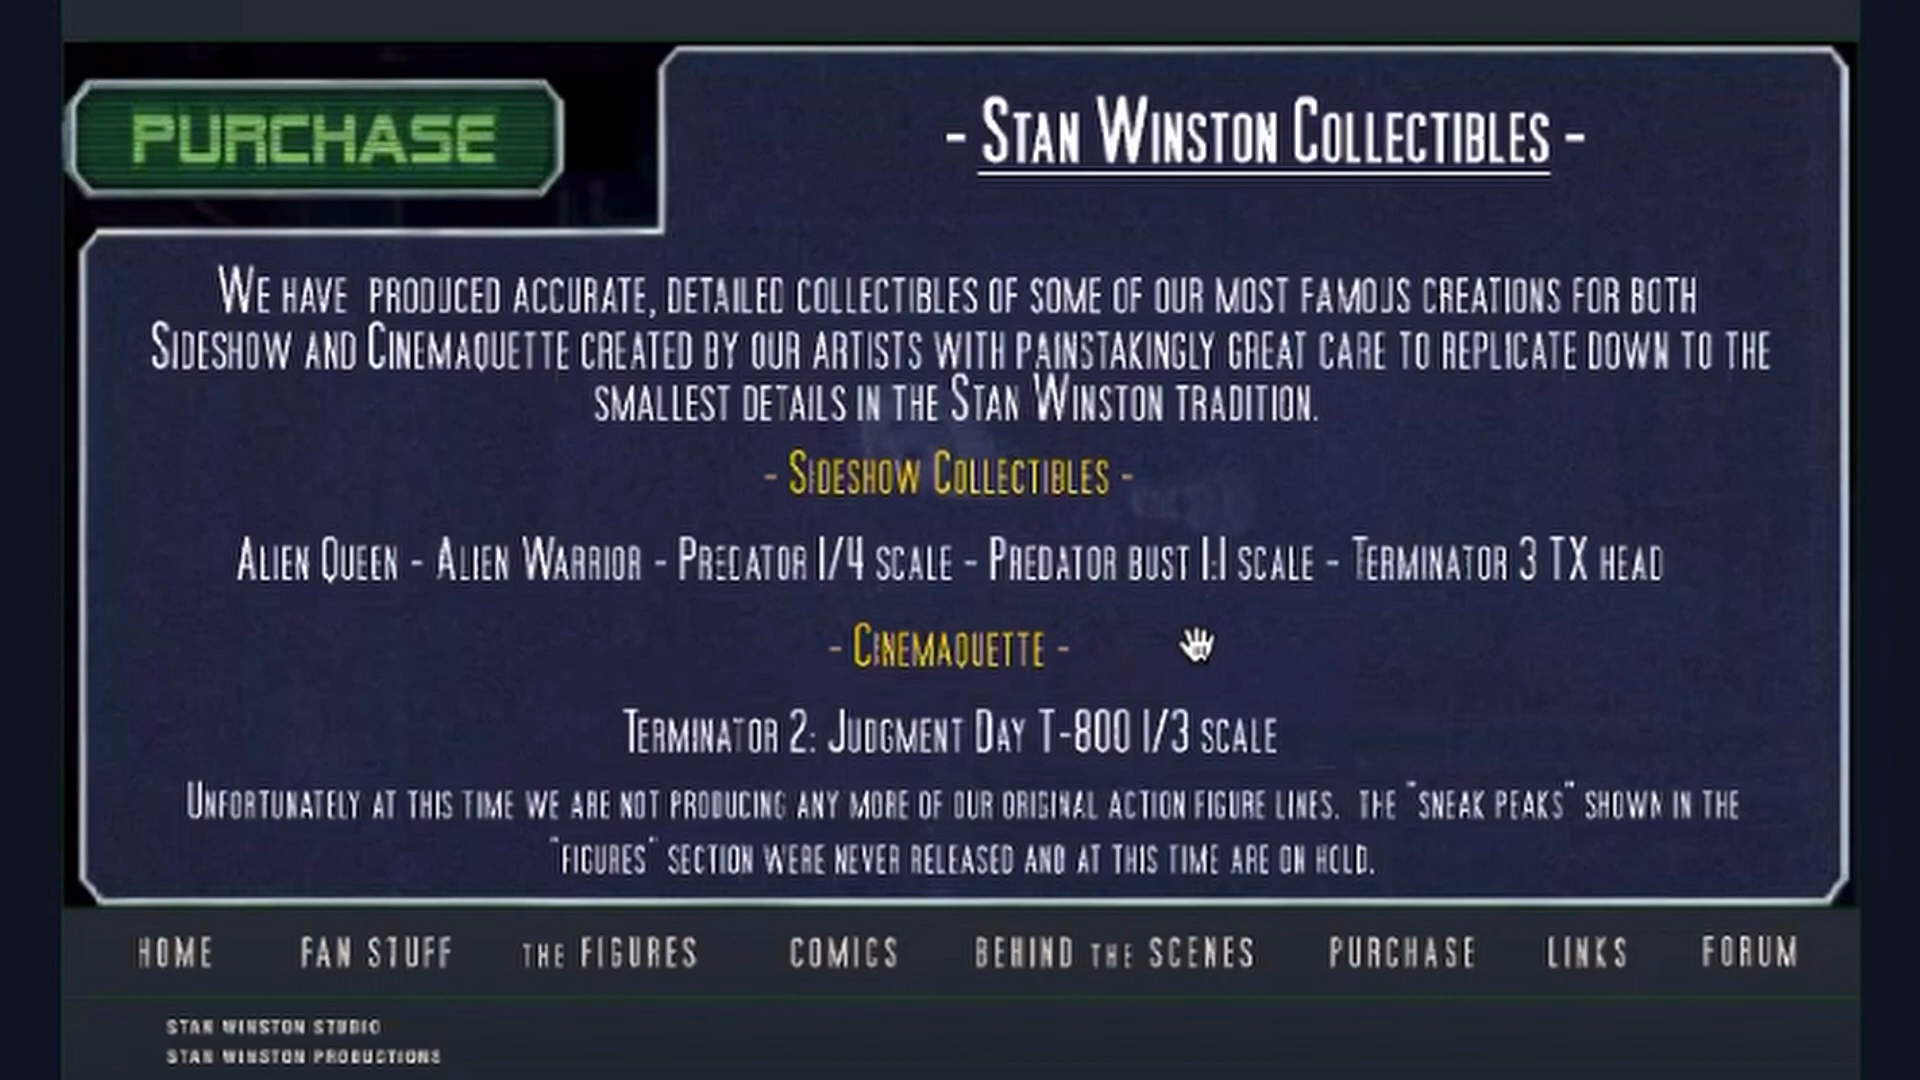 PURCHASE
- Stan Winston Collectibles -
We have produced accurate, detailed collectibles of some of our most famous creations for both
Sideshow and Cinemaquette created by our artists with painstakingly great care to replicate down to the
smallest details in the Stan Winston tradition.
- Sideshow Collectibles -
Alien Queen - Alien Warrior - Predator 1/4 scale - Predator bust 1:1 scale - Terminator 3 TX head
- Cinemaquette -
Terminator 2: Judgment Day T-800 1/3 scale
Unfortunately at this time we are not producing any more of our original action figure lines. The "sneak peaks" shown in the
"figures" section were never released and at this time are on hold.
HOME FAN STUFF THE FIGURES COMICS BEHIND THE SCENES PURCHASE LINKS FORUM
STAN WINSTON STUDIO
STAN WINSTON PRODUCTIONS